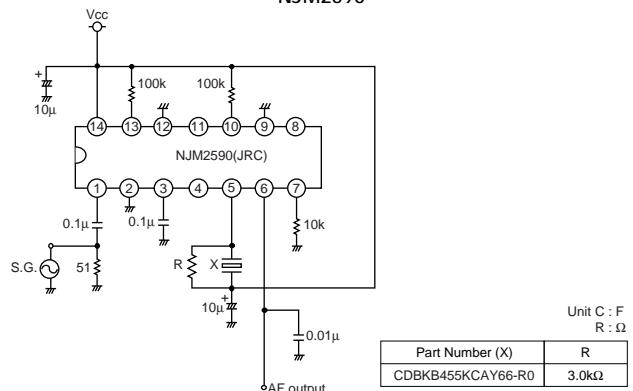 NJM2590
Vcc
+
10μ
100k
100k
14
13
12
11
10
9
8
NJM2590(JRC)
1
2
3
4
5
6
7
0.1μ
0.1μ
10k
S.G.
51
R
X
10μ
+
0.01μ
AF output
Unit C : F
R : Ω
Part Number (X) R
CDBKB455KCAY66-R0 3.0kΩ